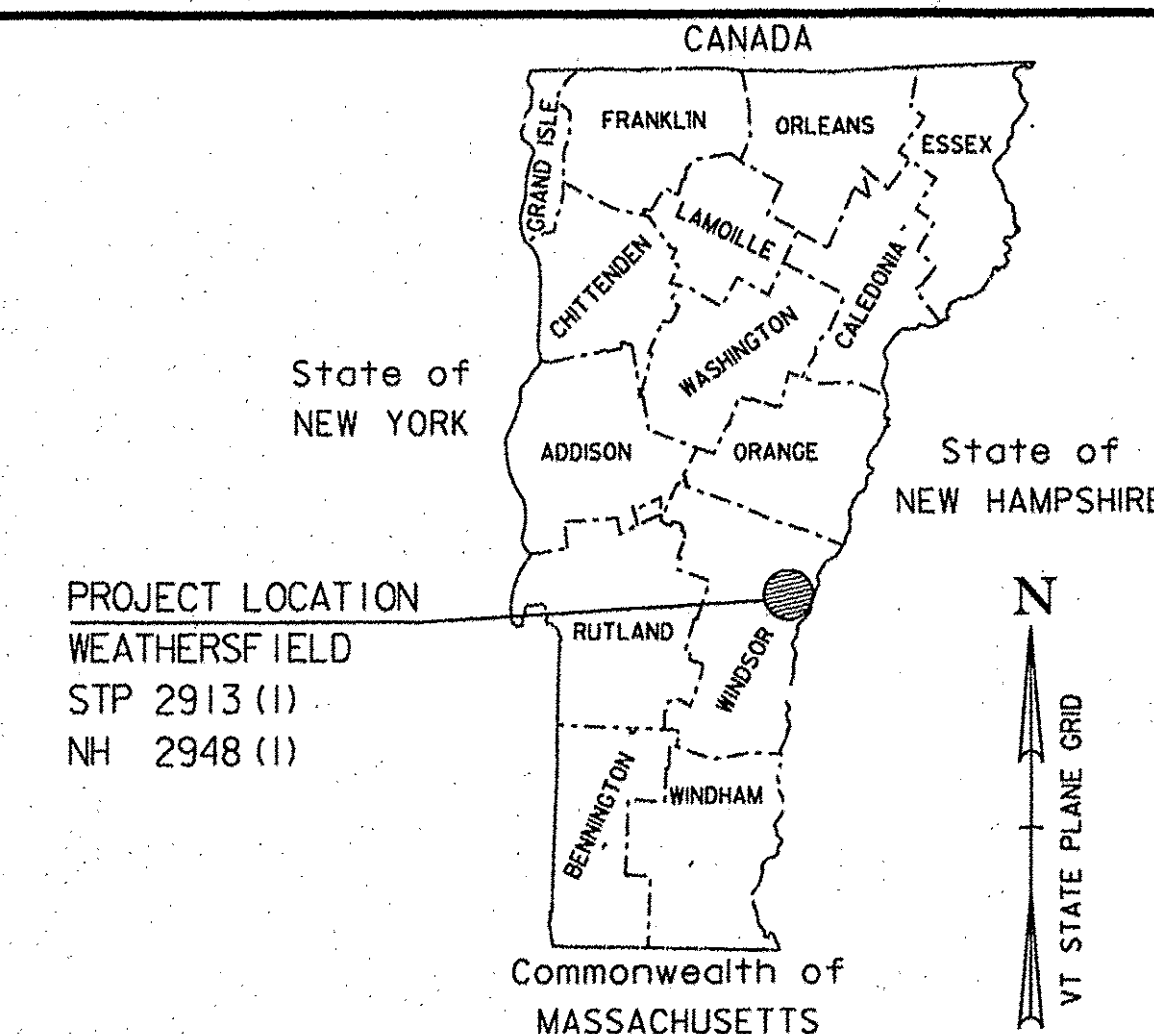 CANADA
GRAND ISLE
FRANKLIN
ORLEANS
ESSEX
LAMOILLE
CHITTENDEN
CALEDONIA
WASHINGTON
State of
NEW YORK
ADDISON
ORANGE
State of
NEW HAMPSHIRE
PROJECT LOCATION
WEATHERSFIELD
STP 2913 (1)
NH 2948 (1)
RUTLAND
WINDSOR
N
VT STATE PLANE GRID
BENNINGTON
WINDHAM
Commonwealth of
MASSACHUSETTS